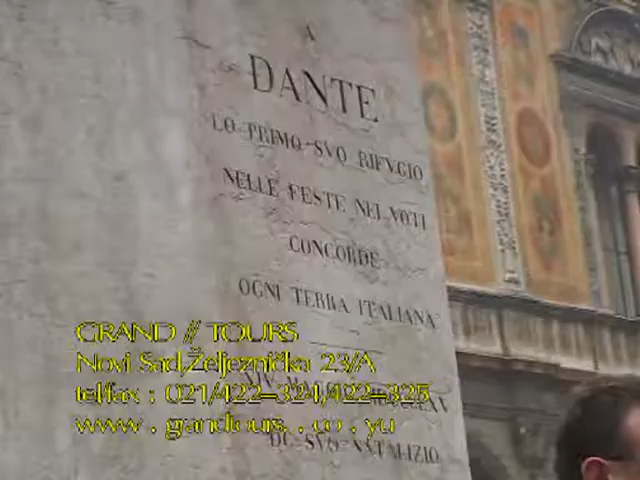 A
DANTE
LO PRIMO SVO RIFVGIO
NELLE FESTE NEI VOTI
CONCORDE
OGNI TERRA ITALIANA
GRAND // TOURS
Novi Sad,Željeznička 23/A
tel/fax : 021/422-324,422-325
www . grandtours. . co . yu
DI SVO NATALIZIO